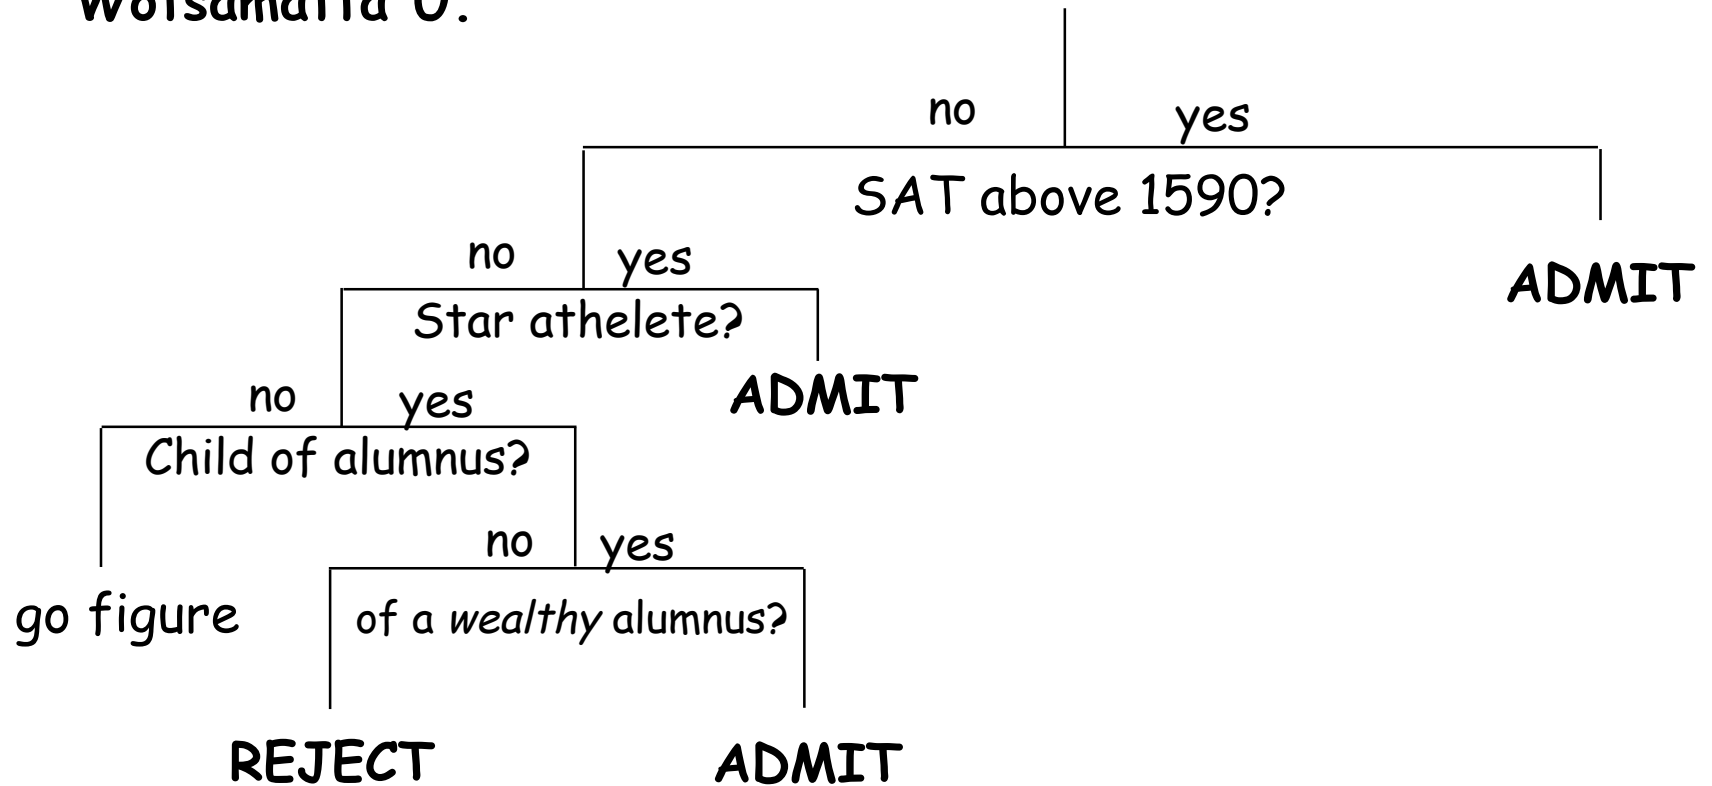 Wotsamatta U.
no yes
SAT above 1590?
ADMIT
no yes
Star athelete?
ADMIT
no yes
Child of alumnus?
go figure
no yes
of a wealthy alumnus?
REJECT
ADMIT